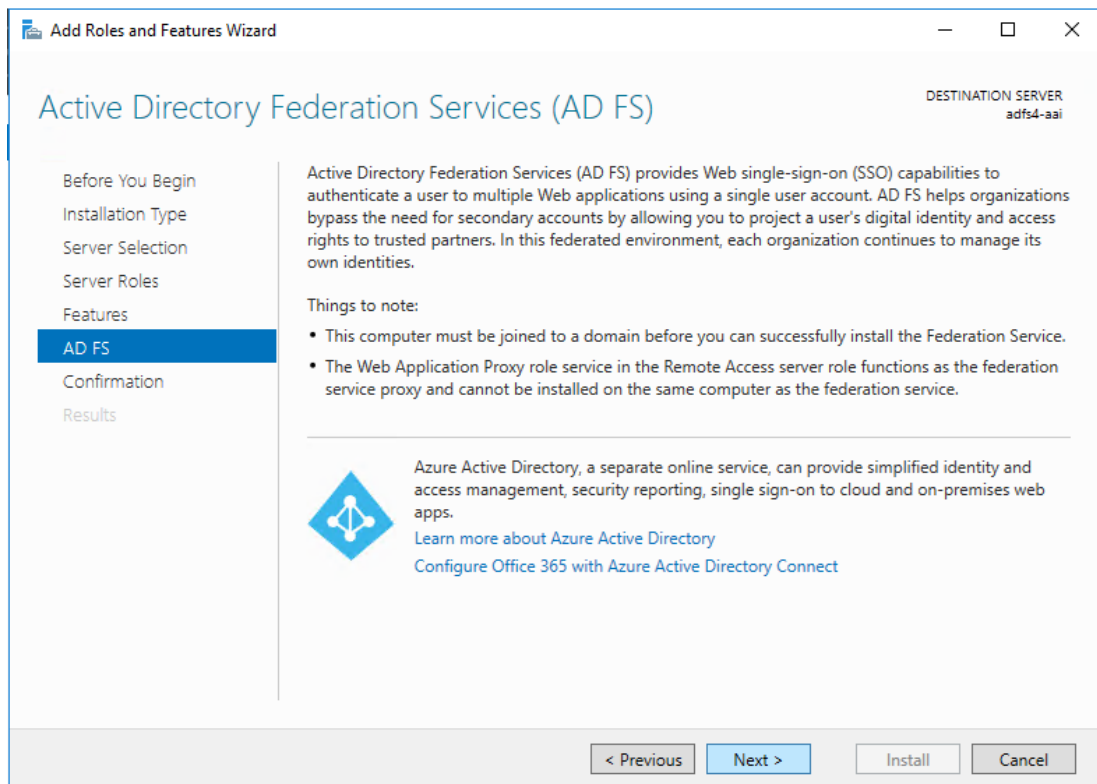 Add Roles and Features Wizard
Active Directory Federation Services (AD FS)
DESTINATION SERVER
adfs4-aai
Before You Begin
Installation Type
Server Selection
Server Roles
Features
AD FS
Confirmation
Results
Active Directory Federation Services (AD FS) provides Web single-sign-on (SSO) capabilities to
authenticate a user to multiple Web applications using a single user account. AD FS helps organizations
bypass the need for secondary accounts by allowing you to project a user's digital identity and access
rights to trusted partners. In this federated environment, each organization continues to manage its
own identities.
Things to note:
• This computer must be joined to a domain before you can successfully install the Federation Service.
• The Web Application Proxy role service in the Remote Access server role functions as the federation
service proxy and cannot be installed on the same computer as the federation service.
Azure Active Directory, a separate online service, can provide simplified identity and
access management, security reporting, single sign-on to cloud and on-premises web
apps.
Learn more about Azure Active Directory
Configure Office 365 with Azure Active Directory Connect
< Previous
Next >
Install
Cancel